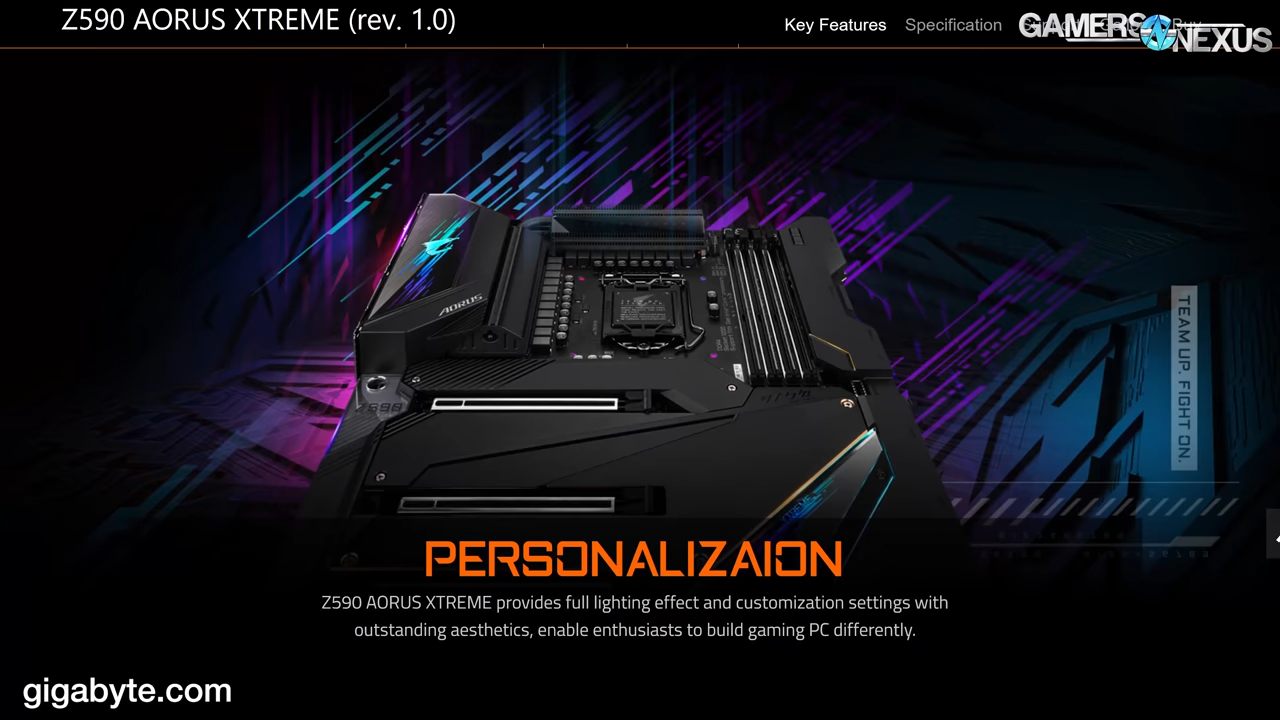 Z590 AORUS XTREME (rev. 1.0)
Key Features Specification
GAMERS NEXUS
AORUS
Z590
XTREME
TEAM UP. FIGHT ON.
PERSONALIZAION
Z590 AORUS XTREME provides full lighting effect and customization settings with
outstanding aesthetics, enable enthusiasts to build gaming PC differently.
gigabyte.com